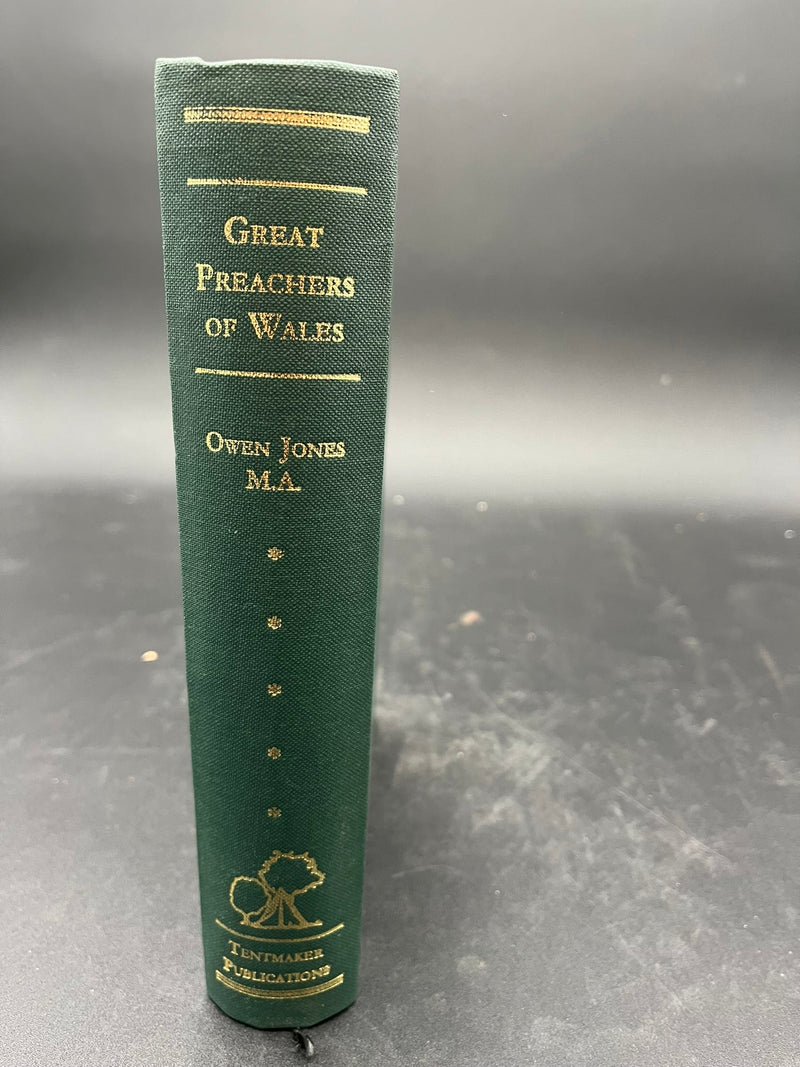 GREAT
PREACHERS
OF WALES
OWEN JONES
M.A.
TENTMAKER
PUBLICATIONS